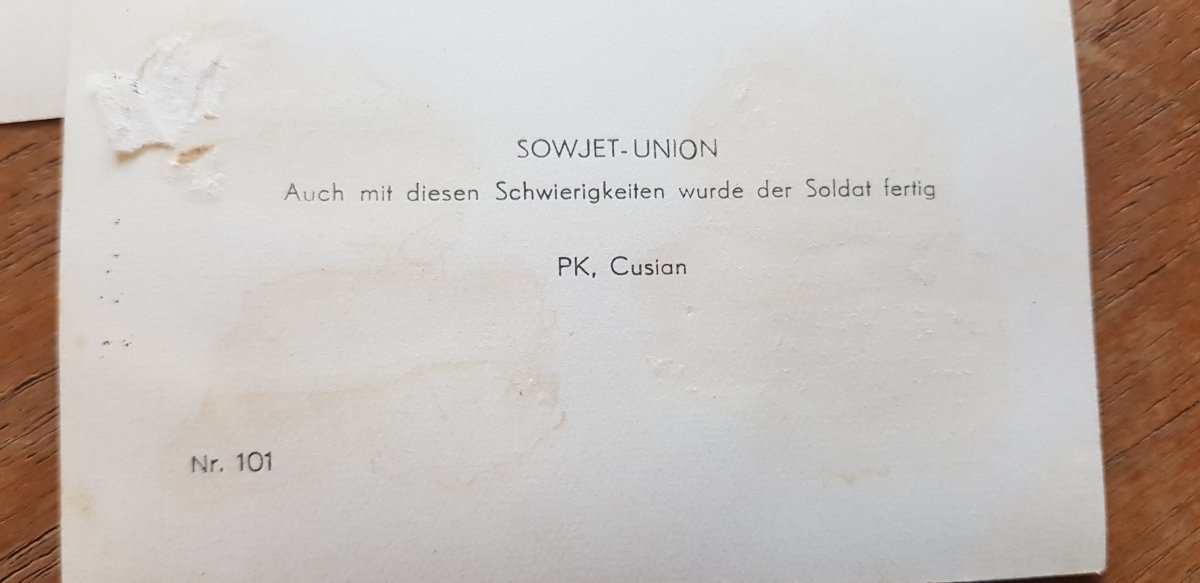 SOWJET-UNION
Auch mit diesen Schwierigkeiten wurde der Soldat fertig
PK, Cusian
Nr. 101